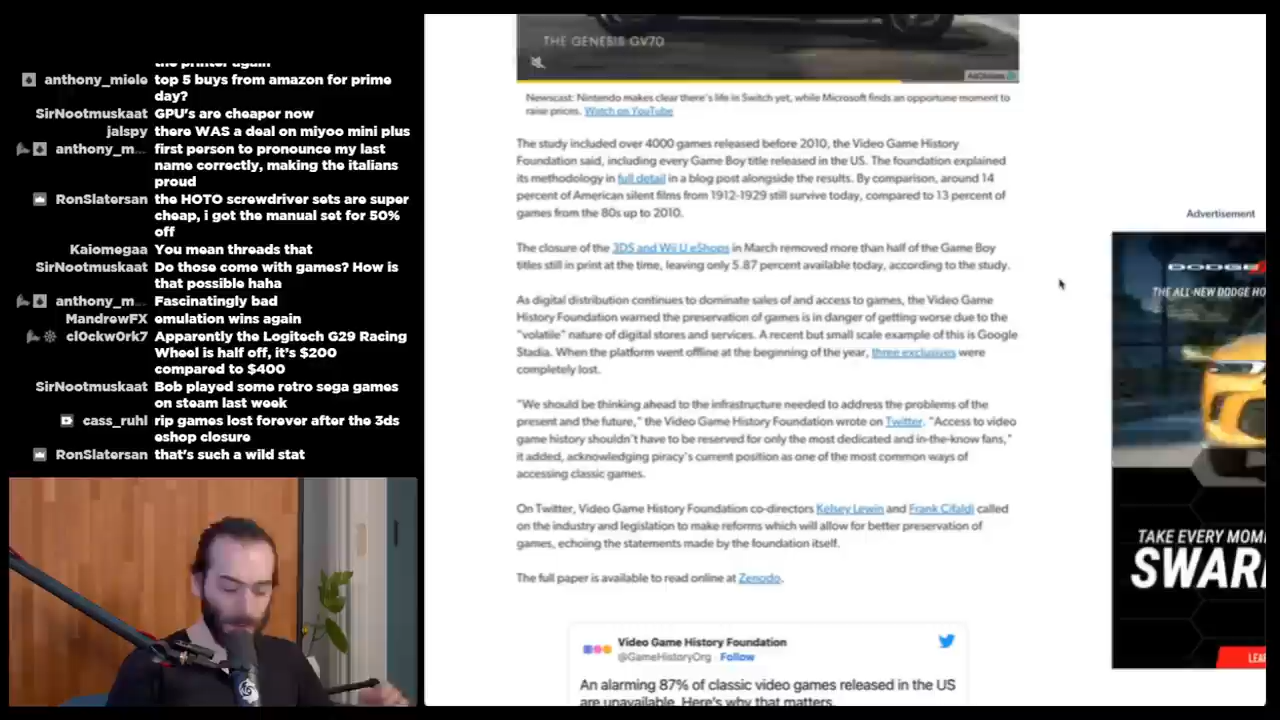 the printer again
anthony_miele top 5 buys from amazon for prime
day?
SirNootmuskaat GPU's are cheaper now
jalspy there WAS a deal on miyoo mini plus
anthony_m... first person to pronounce my last
name correctly, making the italians
proud
RonSlatersan the HOTO screwdriver sets are super
cheap, i got the manual set for 50%
off
Kaiomegaa You mean threads that
SirNootmuskaat Do those come with games? How is
that possible haha
anthony_m... Fascinatingly bad
MandrewFX emulation wins again
chuckwork7 Apparently the Logitech G29 Racing
Wheel is half off, it's $200
compared to $400
SirNootmuskaat Bob played some retro sega games
on steam last week
rip games lost forever after the 3ds
eshop closure
RonSlatersan that's such a wild stat
THE GENESIS GV70
AdChoices
Newscast: Nintendo makes clear there's life in Switch yet, while Microsoft finds an opportune moment to
raise prices. Watch on YouTube
The study included over 4000 games released before 2010, the Video Game History
Foundation said, including every Game Boy title released in the US. The foundation explained
its methodology in full detail in a blog post alongside the results. By comparison, around 14
percent of American silent films from 1912-1929 still survive today, compared to 13 percent of
games from the 80s up to 2010.
The closure of the 3DS and Wii U eShops in March removed more than half of the Game Boy
titles still in print at the time, leaving only 5.87 percent available today, according to the study.
As digital distribution continues to dominate sales of and access to games, the Video Game
History Foundation warned the preservation of games is in danger of getting worse due to the
"volatile" nature of digital stores and services. A recent but small scale example of this is Google
Stadia. When the platform went offline at the beginning of the year, three exclusives were
completely lost.
"We should be thinking ahead to the infrastructure needed to address the problems of the
present and the future," the Video Game History Foundation wrote on Twitter. "Access to video
game history shouldn't have to be reserved for only the most dedicated and in-the-know fans,"
it added, acknowledging piracy's current position as one of the most common ways of
accessing classic games.
On Twitter, Video Game History Foundation co-directors Kelsey Lewin and Frank Cifaldi called
on the industry and legislation to make reforms which will allow for better preservation of
games, echoing the statements made by the foundation itself.
The full paper is available to read online at Zenodo.
Video Game History Foundation
@GameHistoryOrg · Follow
An alarming 87% of classic video games released in the US
are unavailable. Here's why that matters.
Advertisement
DODGE
THE ALL-NEW DODGE HO
TAKE EVERY MOM
SWAR
LEA